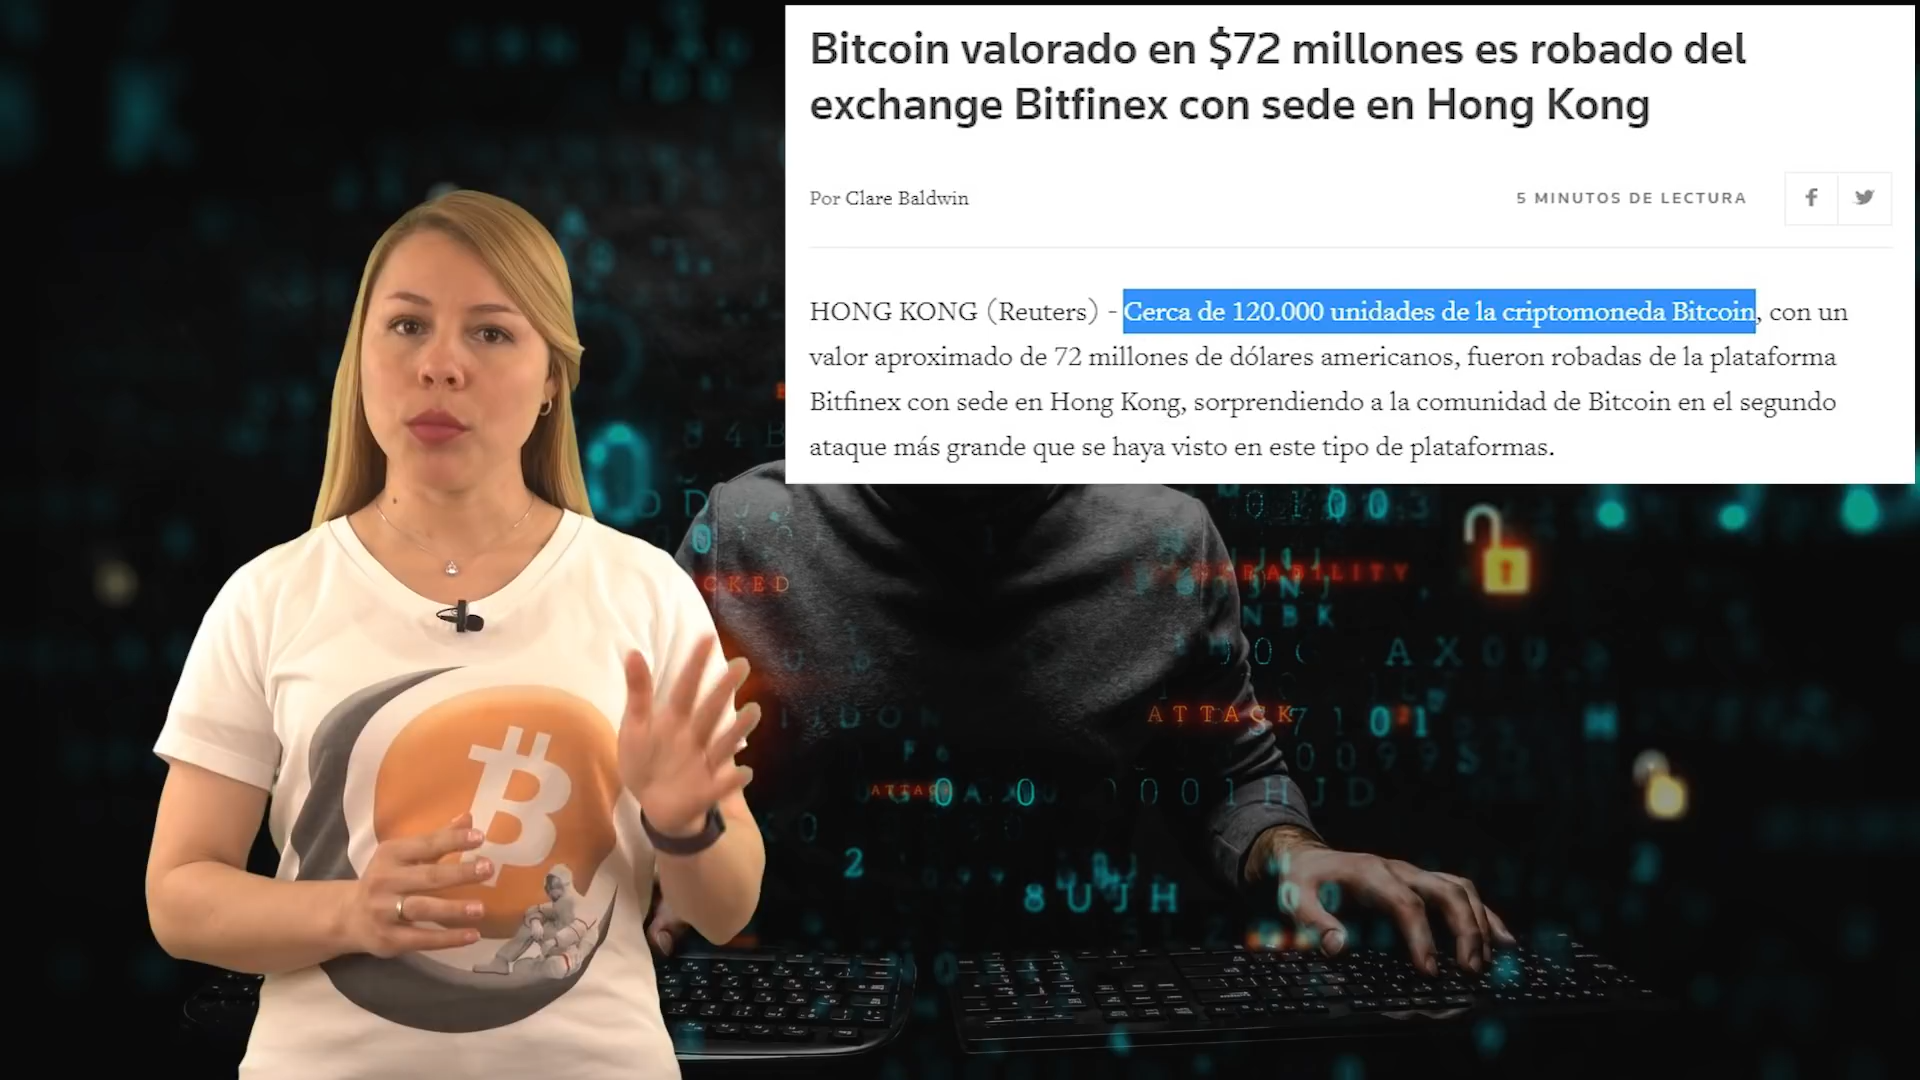 Bitcoin valorado en $72 millones es robado del
exchange Bitfinex con sede en Hong Kong
Por Clare Baldwin
5 MINUTOS DE LECTURA
HONG KONG (Reuters) - Cerca de 120.000 unidades de la criptomoneda Bitcoin, con un
valor aproximado de 72 millones de dólares americanos, fueron robadas de la plataforma
Bitfinex con sede en Hong Kong, sorprendiendo a la comunidad de Bitcoin en el segundo
ataque más grande que se haya visto en este tipo de plataformas.
ATTACK
8UJH